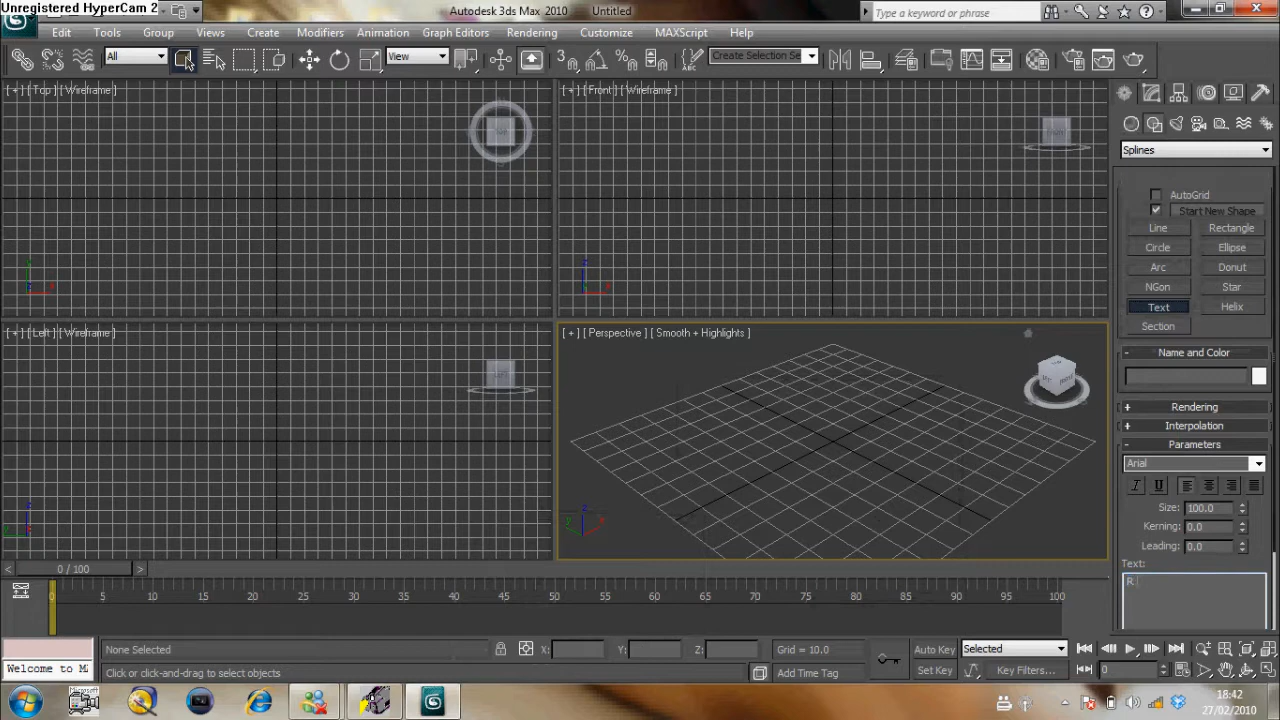 Unregistered HyperCam 2
Autodesk 3ds Max 2010 Untitled
Type a keyword or phrase
Edit Tools Group Views Create Modifiers Animation Graph Editors Rendering Customize MAXScript Help
All
View
Create Selection Se
[ + ] [ Top ] [ Wireframe ]
[ + ] [ Front ] [ Wireframe ]
TOP
FRONT
Splines
AutoGrid
Start New Shape
Line Rectangle
Circle Ellipse
Arc Donut
NGon Star
Text Helix
Section
[ + ] [ Left ] [ Wireframe ]
[ + ] [ Perspective ] [ Smooth + Highlights ]
LEFT
- Name and Color
+ Rendering
+ Interpolation
- Parameters
Arial
I U
Size: 100.0
Kerning: 0.0
Leading: 0.0
Text:
R
z x y
0 / 100
0 5 10 15 20 25 30 35 40 45 50 55 60 65 70 75 80 85 90 95 100
None Selected
X: Y: Z:
Grid = 10.0
Auto Key
Selected
Welcome to M
Click or click-and-drag to select objects
Add Time Tag
Set Key
Key Filters...
0
18:42
27/02/2010